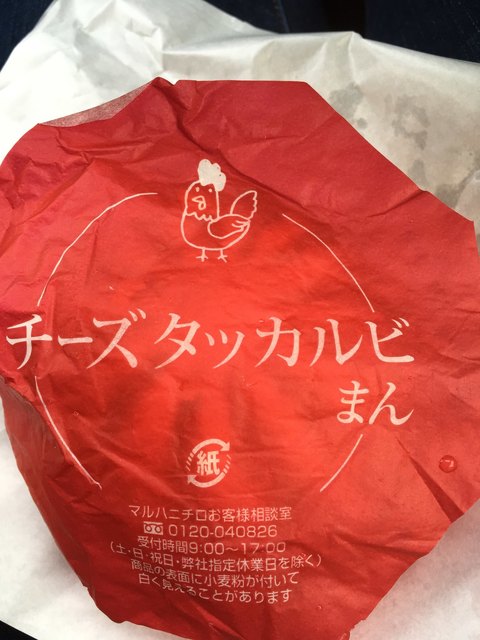 チーズタッカルビ
まん
紙
マルハニチロお客様相談室
0120-040826
受付時間9:00〜17:00
(土・日・祝日・弊社指定休業日を除く)
商品の表面に小麦粉が付いて
白く見えることがあります